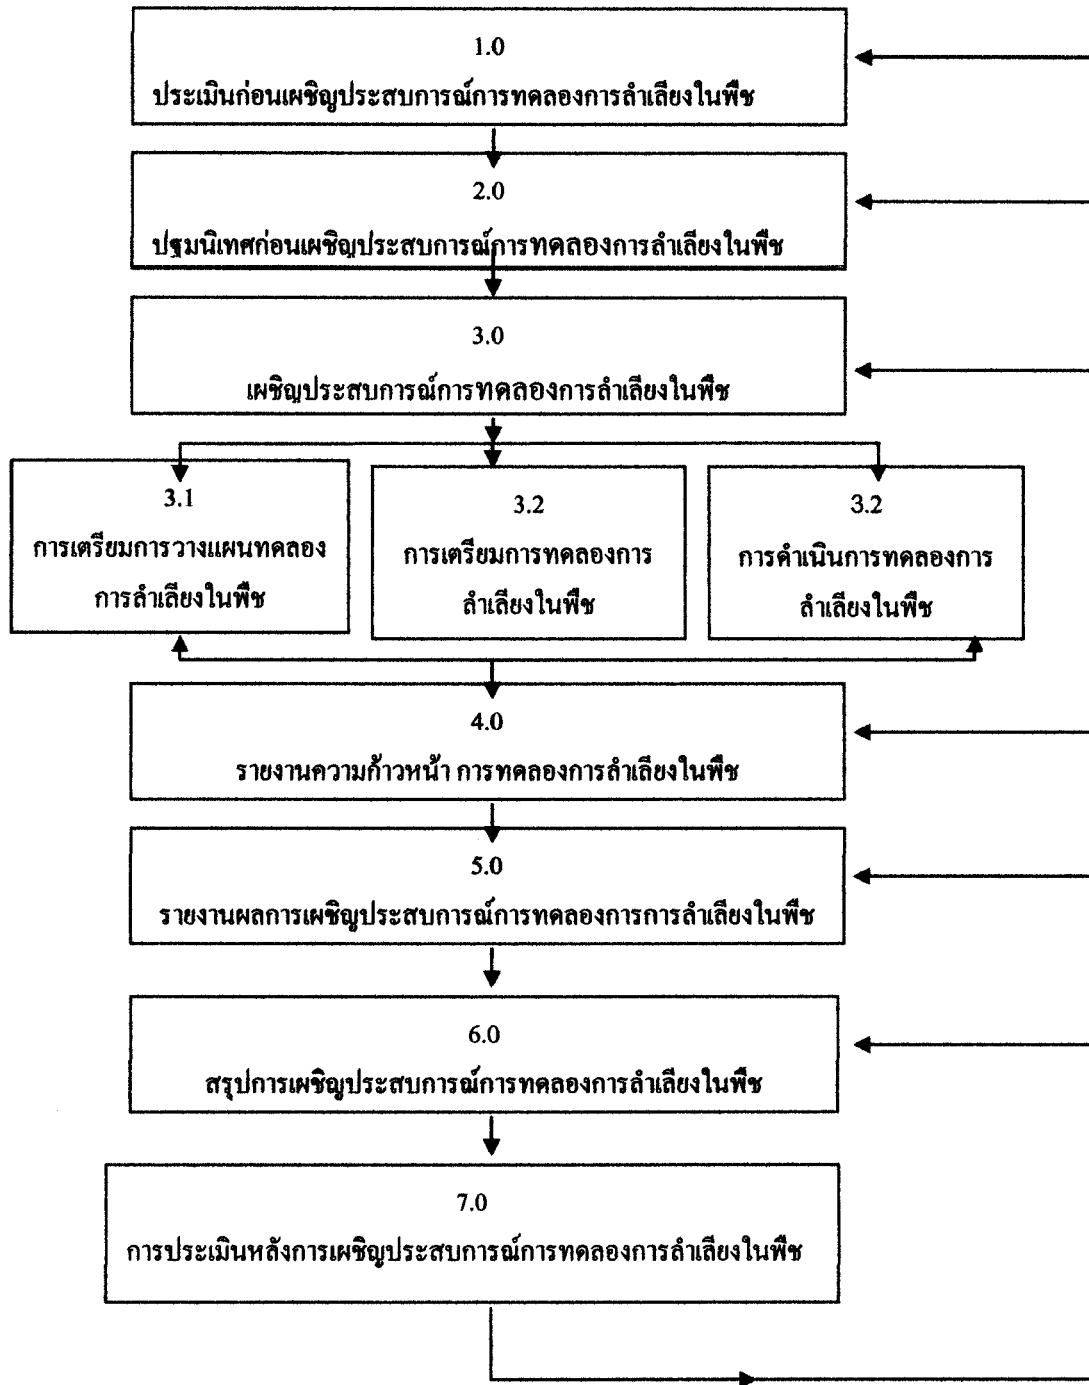 1.0
ประเมินก่อนเผชิญประสบการณ์การทดลองการลำเลียงในพืช
2.0
ปฐมนิเทศก่อนเผชิญประสบการณ์การทดลองการลำเลียงในพืช
3.0
เผชิญประสบการณ์การทดลองการลำเลียงในพืช
3.1
การเตรียมการวางแผนทดลอง
การลำเลียงในพืช
3.2
การเตรียมการทดลองการ
ลำเลียงในพืช
3.2
การดำเนินการทดลองการ
ลำเลียงในพืช
4.0
รายงานความก้าวหน้า การทดลองการลำเลียงในพืช
5.0
รายงานผลการเผชิญประสบการณ์การทดลองการการลำเลียงในพืช
6.0
สรุปการเผชิญประสบการณ์การทดลองการลำเลียงในพืช
7.0
การประเมินหลังการเผชิญประสบการณ์การทดลองการลำเลียงในพืช